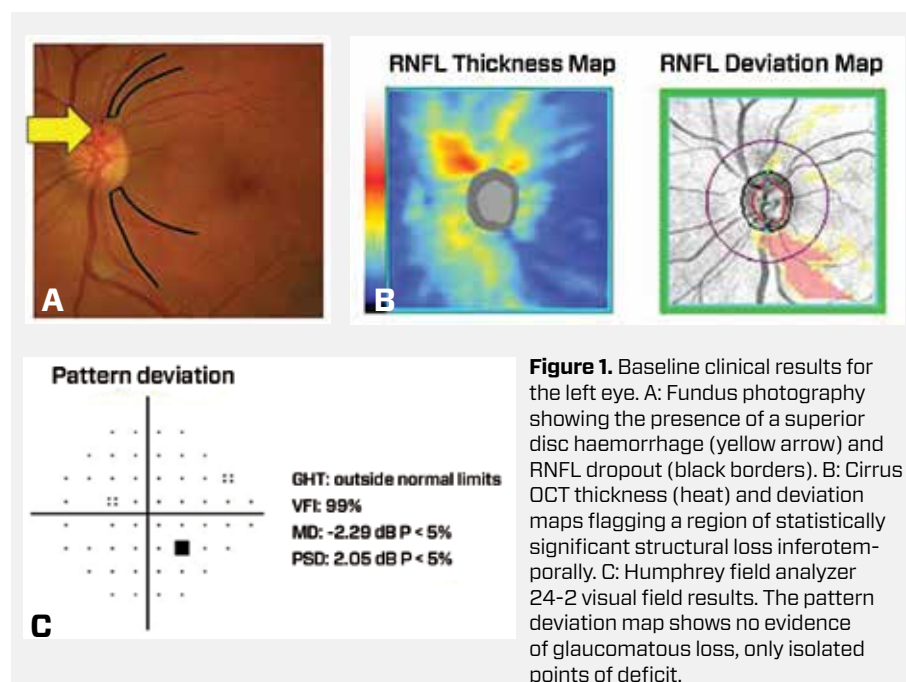 RNFL Thickness Map
RNFL Deviation Map
A
B
Pattern deviation
GHT: outside normal limits
VFI: 99%
MD: -2.29 dB P < 5%
PSD: 2.05 dB P < 5%
C
Figure 1. Baseline clinical results for
the left eye. A: Fundus photography
showing the presence of a superior
disc haemorrhage (yellow arrow) and
RNFL dropout (black borders). B: Cirrus
OCT thickness (heat) and deviation
maps flagging a region of statistically
significant structural loss inferotem-
porally. C: Humphrey field analyzer
24-2 visual field results. The pattern
deviation map shows no evidence
of glaucomatous loss, only isolated
points of deficit.